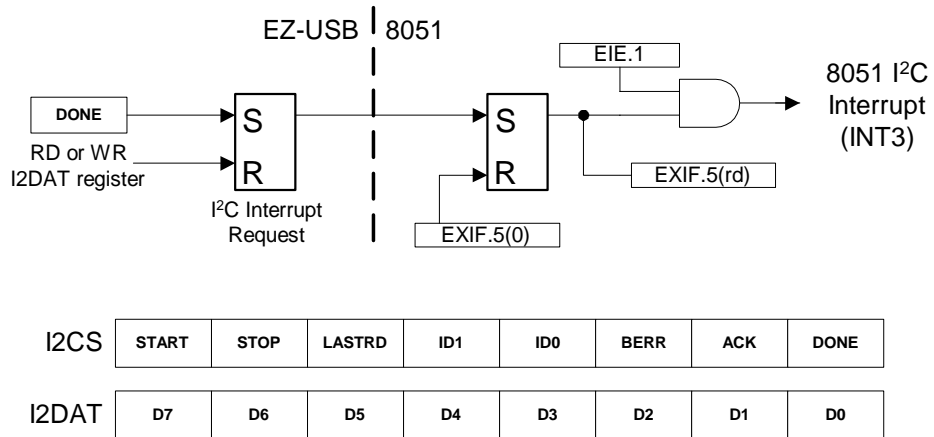 EZ-USB 8051
EIE.1
8051 I²C
Interrupt
(INT3)
DONE
S
R
S
R
RD or WR
I2DAT register
EXIF.5(rd)
I²C Interrupt
Request
EXIF.5(0)
I2CS START STOP LASTRD ID1 ID0 BERR ACK DONE
I2DAT D7 D6 D5 D4 D3 D2 D1 D0